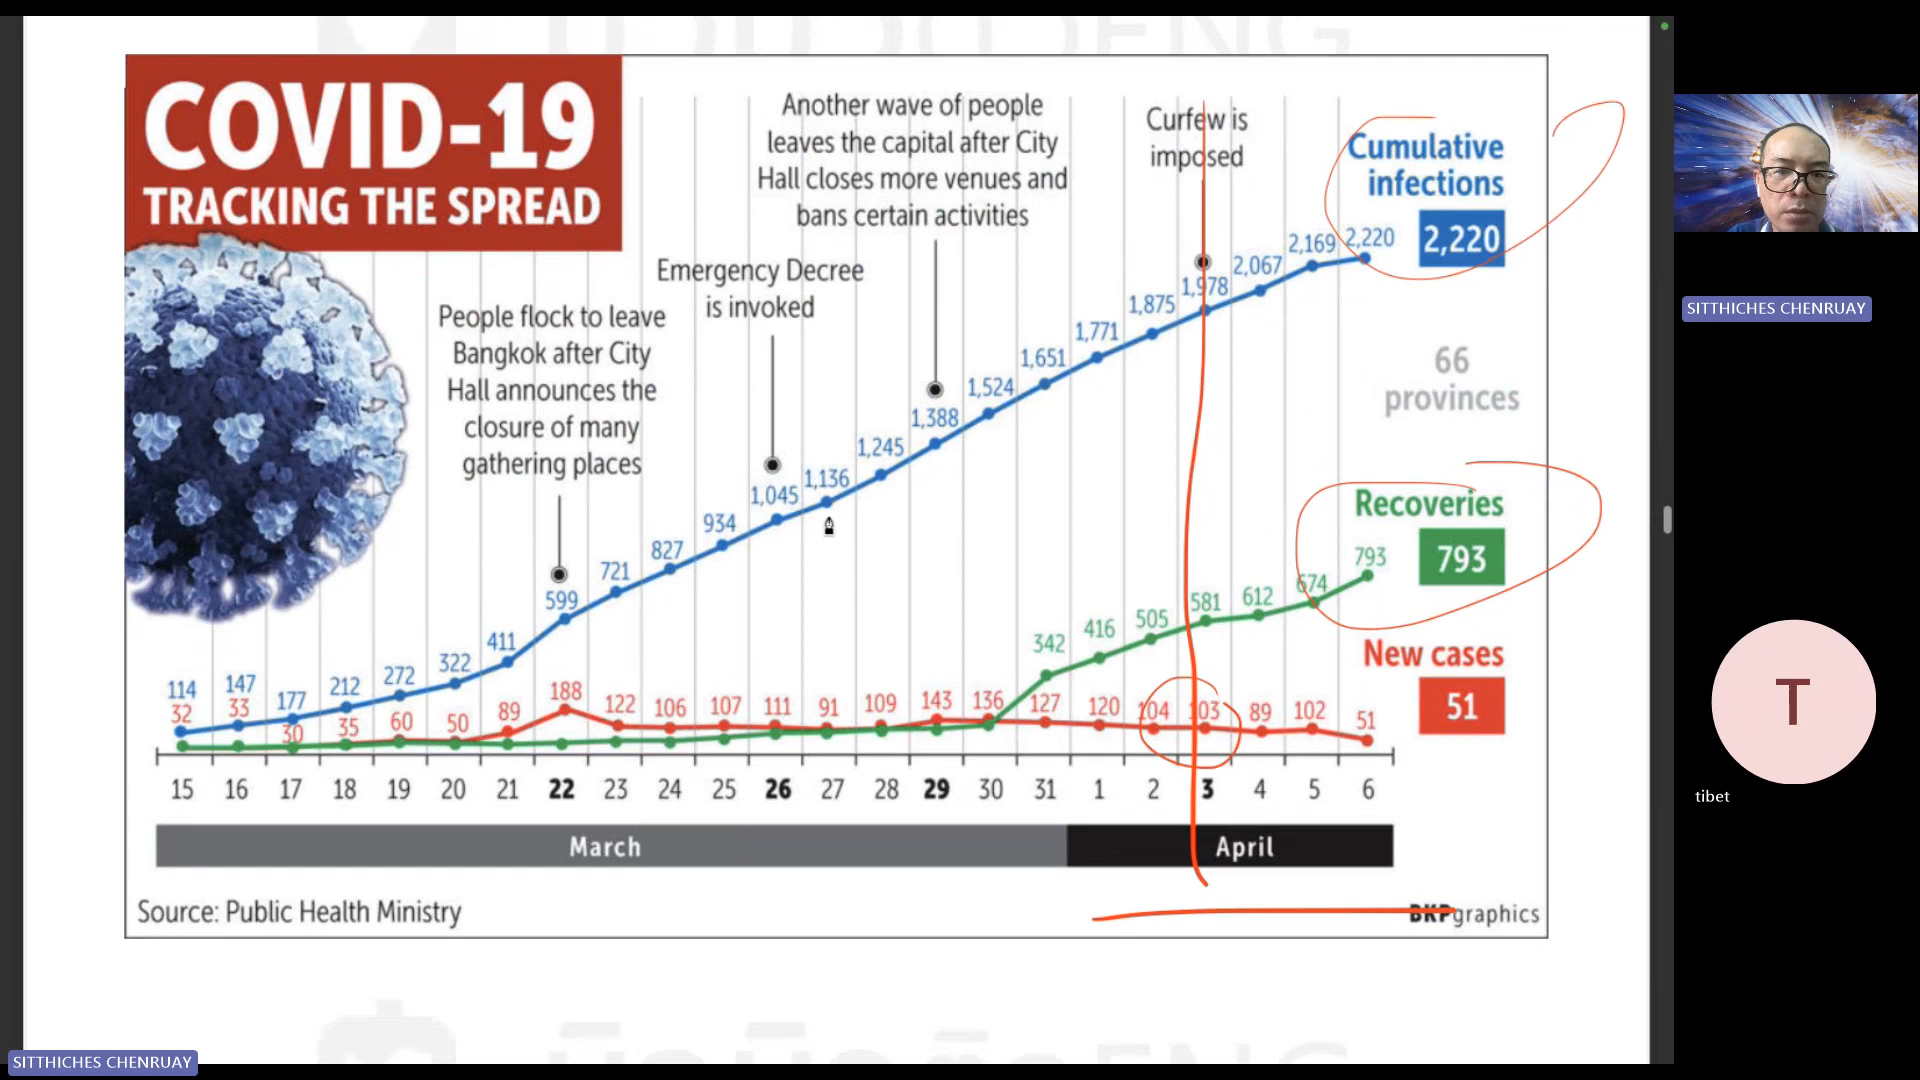 COVID-19
TRACKING THE SPREAD
People flock to leave
Bangkok after City
Hall announces the
closure of many
gathering places
Emergency Decree
is invoked
Another wave of people
leaves the capital after City
Hall closes more venues and
bans certain activities
Curfew is
imposed
Cumulative
infections
2,220
66
provinces
Recoveries
793
New cases
51
114 147 177 212 272 322 411 599 721 827 934 1,045 1,136 1,245 1,388 1,524 1,651 1,771 1,875 1,978 2,067 2,169 2,220
342 416 505 581 612 674 793
32 33 30 35 60 50 89 188 122 106 107 111 91 109 143 136 127 120 104 103 89 102 51
15 16 17 18 19 20 21 22 23 24 25 26 27 28 29 30 31 1 2 3 4 5 6
March April
Source: Public Health Ministry
BKPgraphics
SITTHICHES CHENRUAY
T
tibet
SITTHICHES CHENRUAY